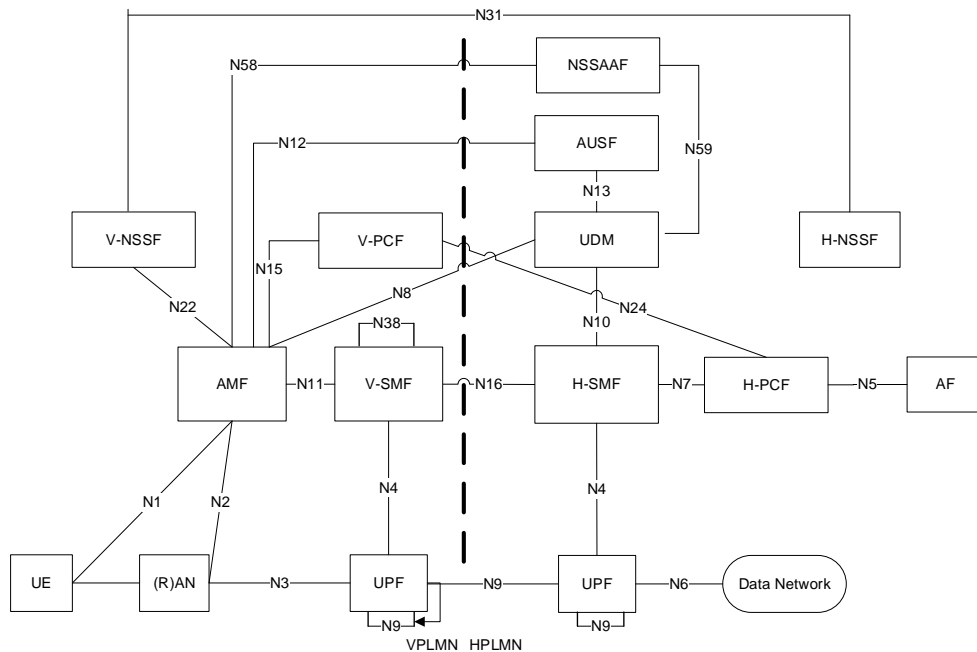 N31
N58
NSSAAF
N12
AUSF
N59
N13
V-NSSF
V-PCF
UDM
H-NSSF
N15
N22
N8
N24
N10
N38
AMF
N11
V-SMF
N16
H-SMF
N7
H-PCF
N5
AF
N1
N2
N4
N4
UE
(R)AN
N3
UPF
N9
UPF
N6
Data Network
N9
N9
VPLMN HPLMN